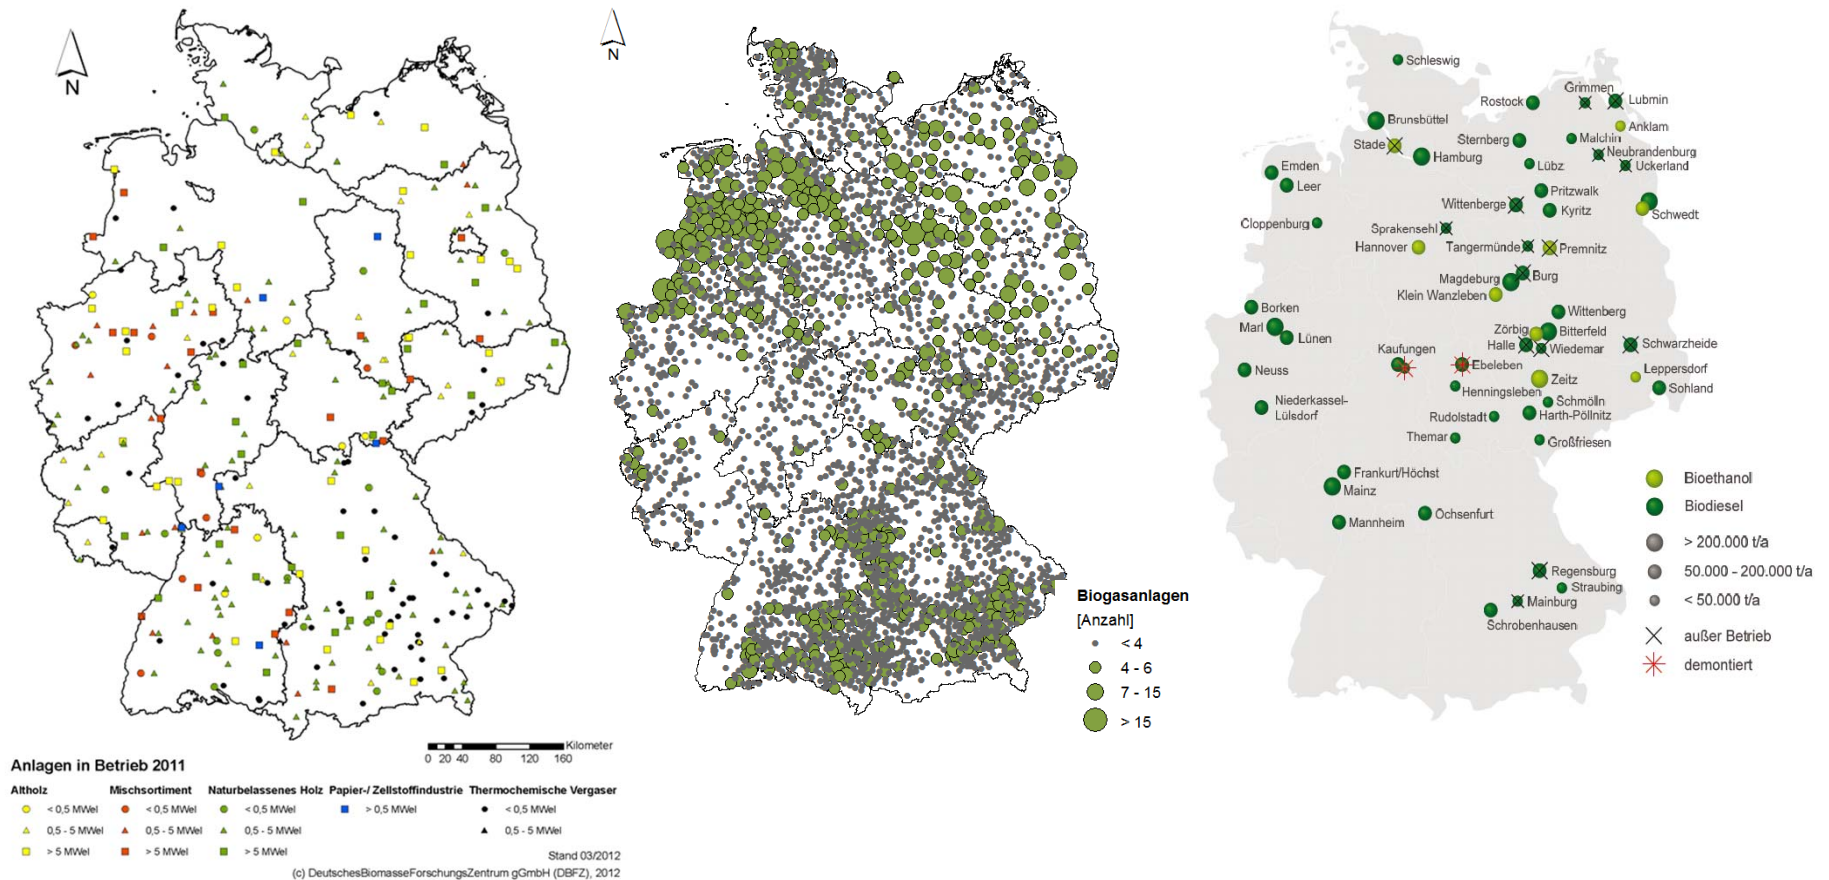 N
Kilometer
0 20 40 80 120 160
Anlagen in Betrieb 2011
Altholz Mischsortiment Naturbelassenes Holz Papier-/ Zellstoffindustrie Thermochemische Vergaser
< 0,5 MWel < 0,5 MWel < 0,5 MWel > 0,5 MWel < 0,5 MWel
0,5 - 5 MWel 0,5 - 5 MWel 0,5 - 5 MWel 0,5 - 5 MWel
> 5 MWel > 5 MWel > 5 MWel
Stand 03/2012
(c) DeutschesBiomasseForschungsZentrum gGmbH (DBFZ), 2012
N
Biogasanlagen
[Anzahl]
< 4
4 - 6
7 - 15
> 15
Schleswig
Grimmen
Rostock
Lubmin
Brunsbüttel
Anklam
Stade
Sternberg
Malchin
Hamburg
Neubrandenburg
Emden
Lübz
Uckerland
Leer
Pritzwalk
Wittenberge
Kyritz
Schwedt
Cloppenburg
Sprakensehl
Hannover
Tangermünde
Premnitz
Magdeburg
Burg
Klein Wanzleben
Borken
Wittenberg
Marl
Zörbig
Bitterfeld
Lünen
Halle
Wiedemar
Schwarzheide
Kaufungen
Ebeleben
Neuss
Zeitz
Leppersdorf
Henningsleben
Sohland
Niederkassel-
Lülsdorf
Schmölln
Rudolstadt
Harth-Pöllnitz
Themar
Großfriesen
Frankurt/Höchst
Mainz
Mannheim
Ochsenfurt
Regensburg
Straubing
Mainburg
Schrobenhausen
Bioethanol
Biodiesel
> 200.000 t/a
50.000 - 200.000 t/a
< 50.000 t/a
außer Betrieb
demontiert